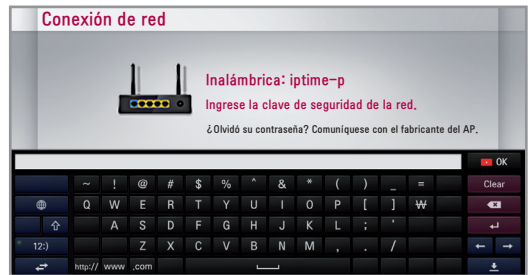 Conexión de red
Inalámbrica: iptime-p
Ingrese la clave de seguridad de la red.
¿Olvidó su contraseña? Comuníquese con el fabricante del AP.
OK
~ ! @ # $ % ^ & * ( ) _ = Clear
Q W E R T Y U I O P [ ] ₩
A S D F G H J K L ; '
12:) Z X C V B N M , . /
http:// www .com